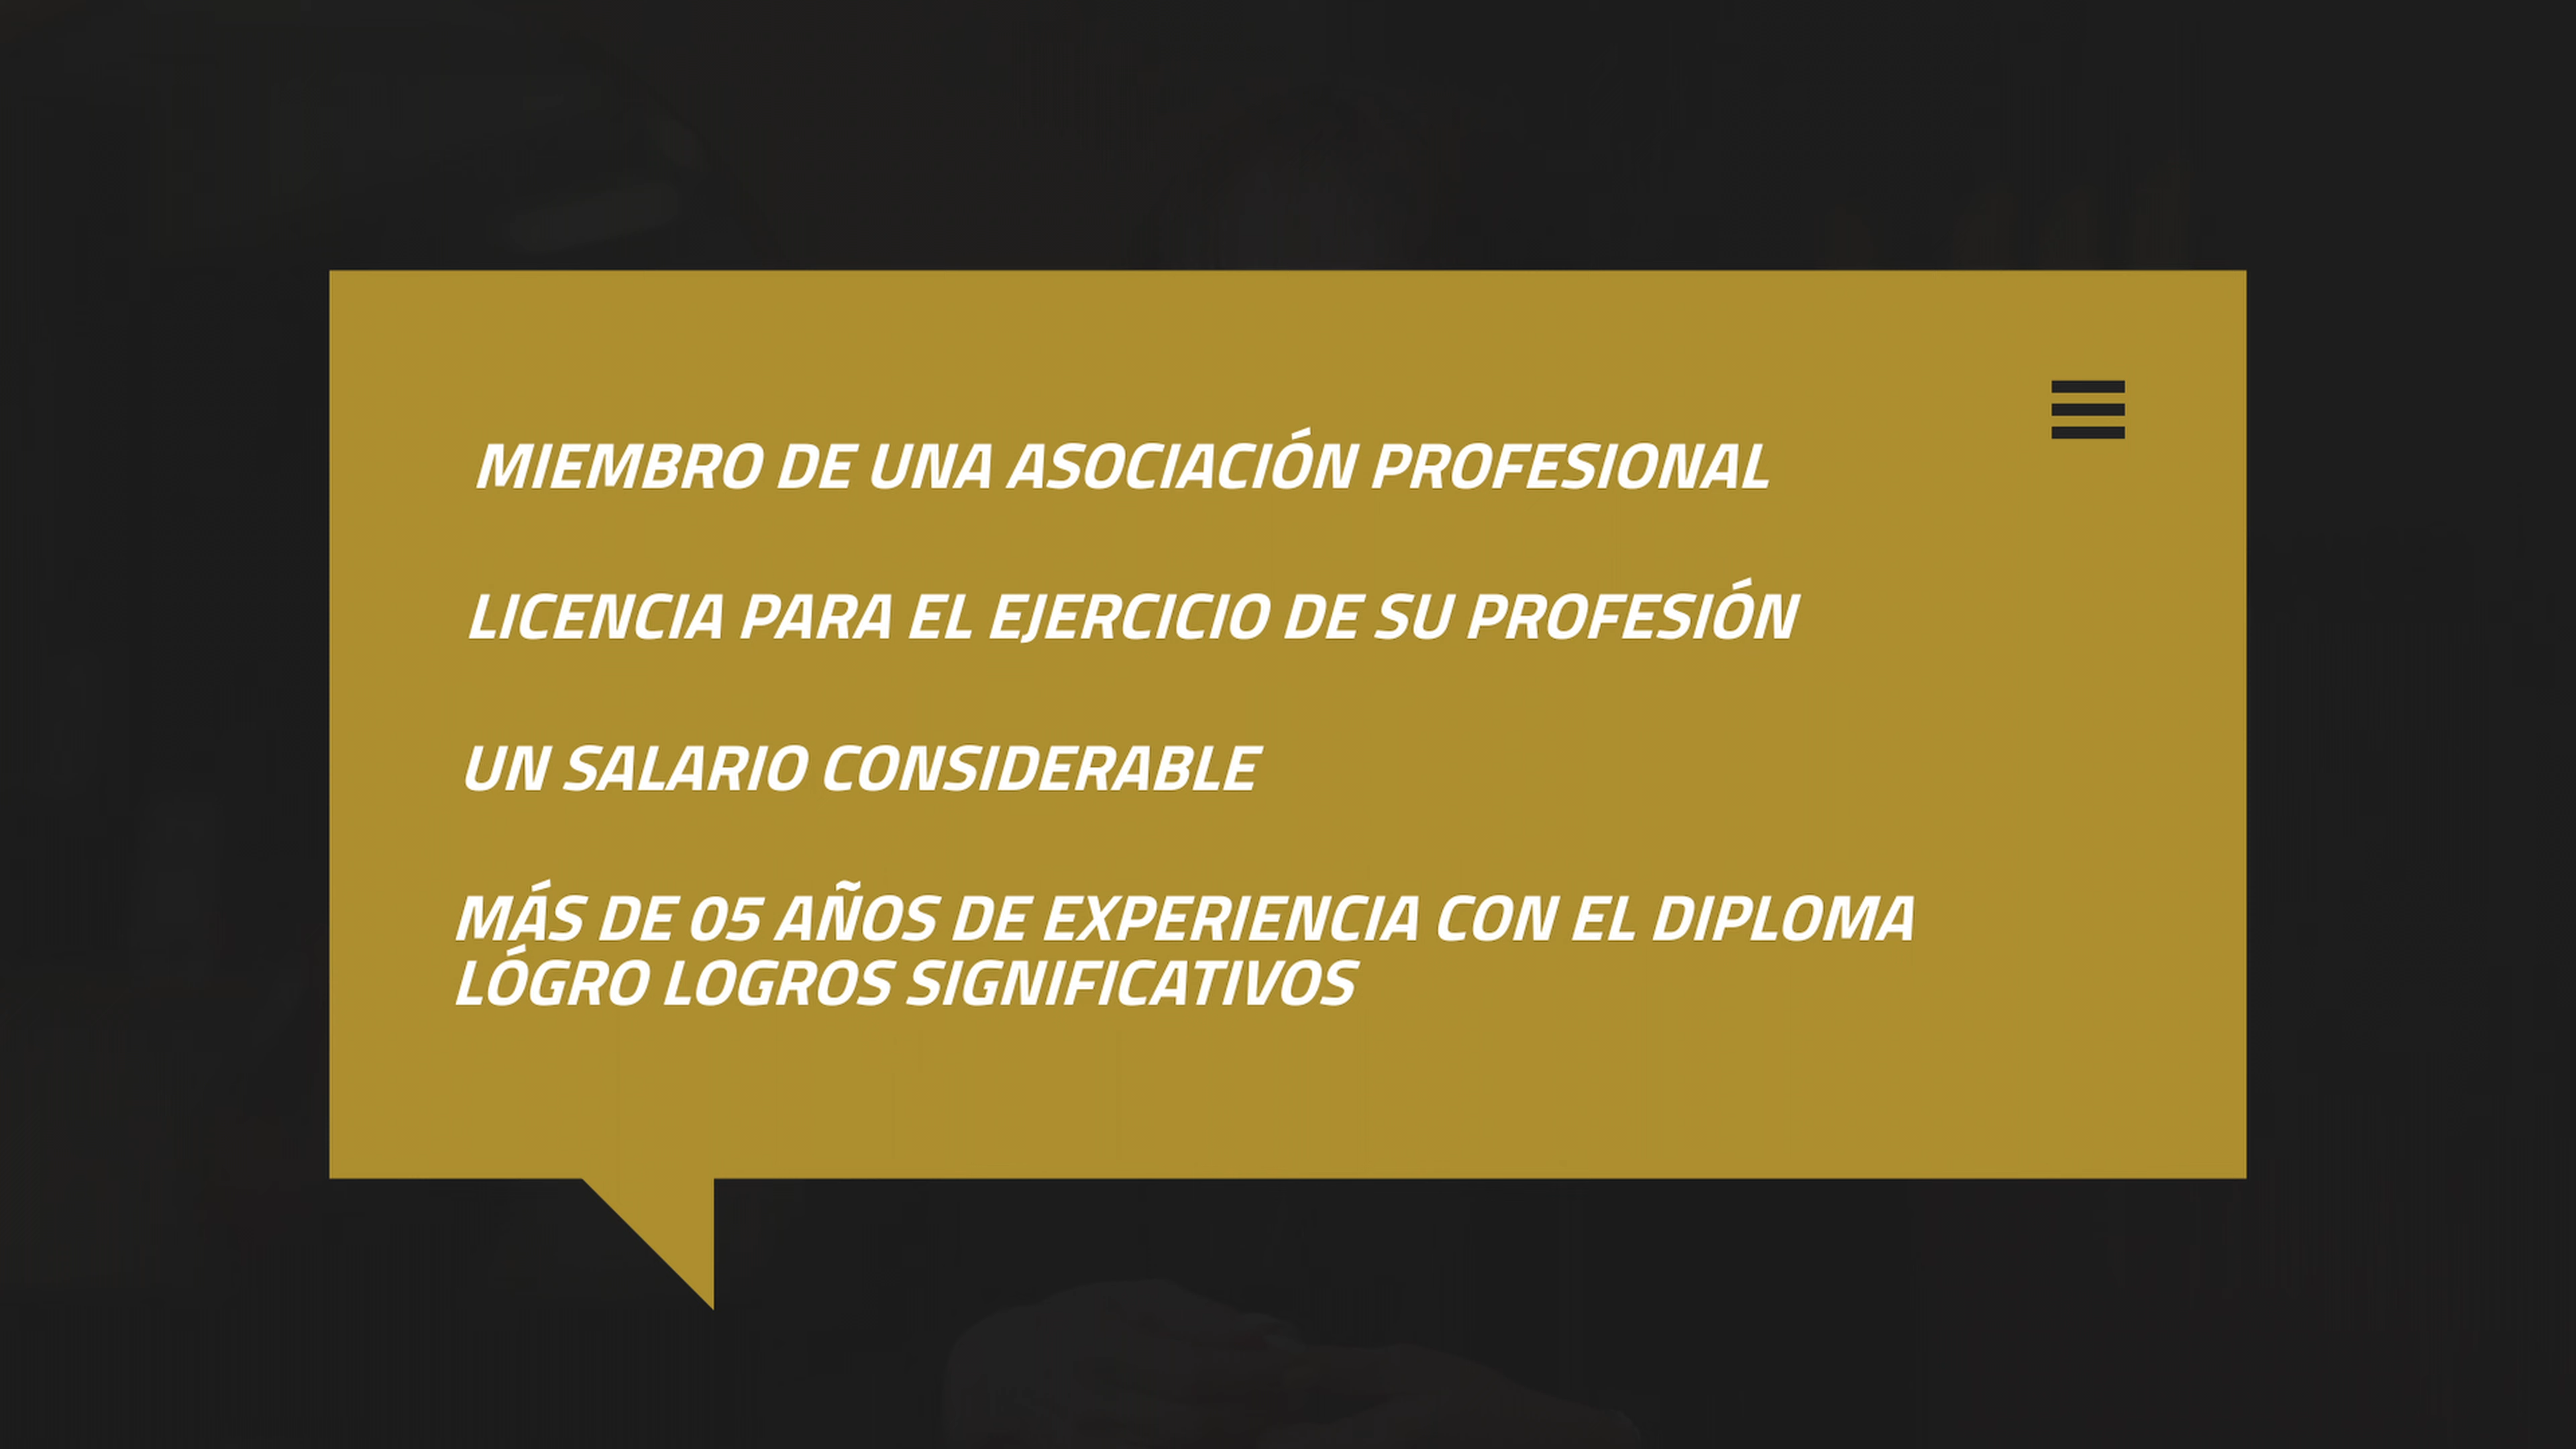 MIEMBRO DE UNA ASOCIACIÓN PROFESIONAL
LICENCIA PARA EL EJERCICIO DE SU PROFESIÓN
UN SALARIO CONSIDERABLE
MÁS DE 05 AÑOS DE EXPERIENCIA CON EL DIPLOMA
LÓGRO LOGROS SIGNIFICATIVOS